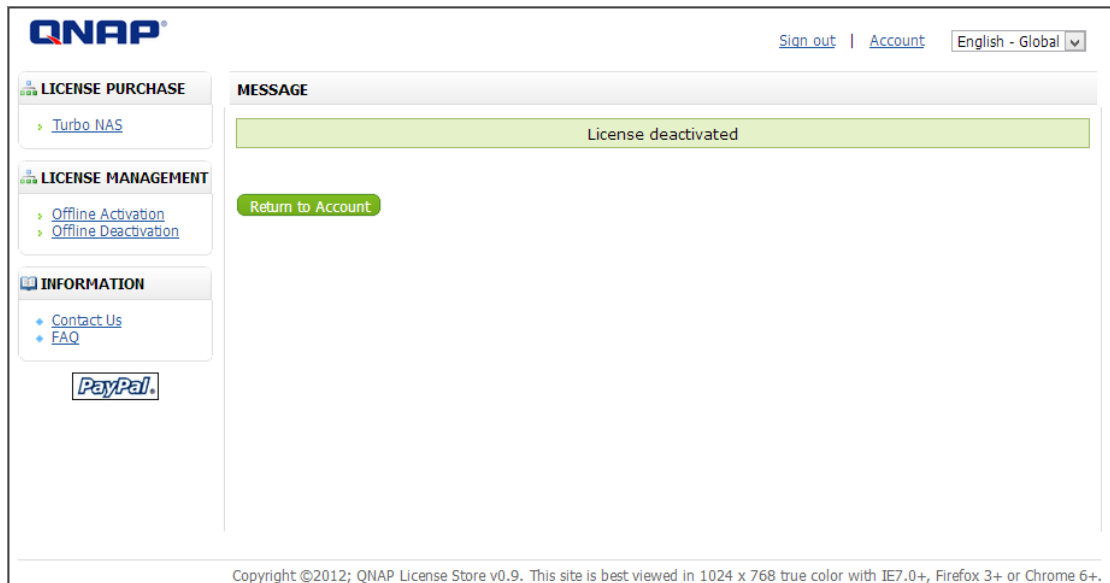 QNAP
Sign out | Account English - Global
LICENSE PURCHASE
Turbo NAS
LICENSE MANAGEMENT
Offline Activation
Offline Deactivation
INFORMATION
Contact Us
FAQ
PayPal.
MESSAGE
License deactivated
Return to Account
Copyright ©2012; QNAP License Store v0.9. This site is best viewed in 1024 x 768 true color with IE7.0+, Firefox 3+ or Chrome 6+.